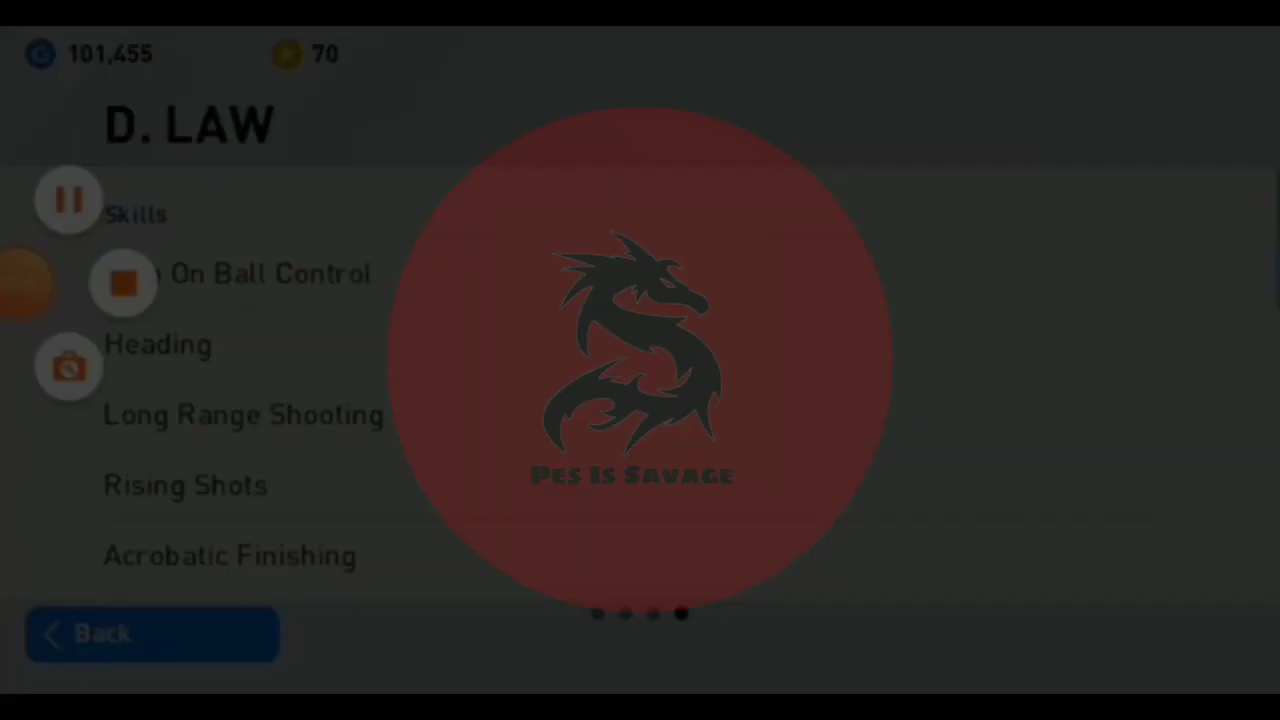 101,455 70
D. LAW
Skills
On Ball Control
Heading
Long Range Shooting
Rising Shots
Acrobatic Finishing
Pes Is Savage
Back